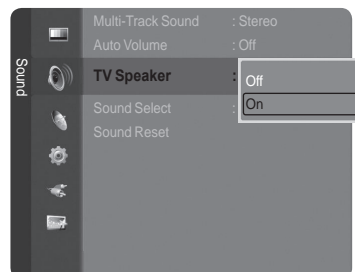 Sound
Multi-Track Sound : Stereo
Auto Volume : Off
TV Speaker :
Off
On
Sound Select :
Sound Reset